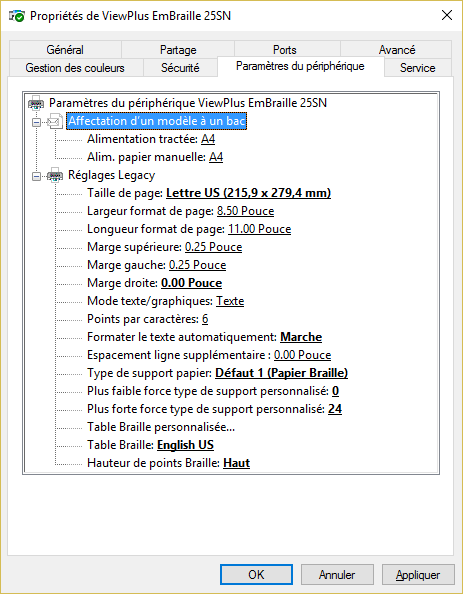 Propriétés de ViewPlus EmBraille 25SN
Général Partage Ports Avancé
Gestion des couleurs Sécurité Paramètres du périphérique Service
Paramètres du périphérique ViewPlus EmBraille 25SN
Affectation d'un modèle à un bac
Alimentation tractée: A4
Alim. papier manuelle: A4
Réglages Legacy
Taille de page: Lettre US (215,9 x 279,4 mm)
Largeur format de page: 8.50 Pouce
Longueur format de page: 11.00 Pouce
Marge supérieure: 0.25 Pouce
Marge gauche: 0.25 Pouce
Marge droite: 0.00 Pouce
Mode texte/graphiques: Texte
Points par caractères: 6
Formater le texte automatiquement: Marche
Espacement ligne supplémentaire : 0.00 Pouce
Type de support papier: Défaut 1 (Papier Braille)
Plus faible force type de support personnalisé: 0
Plus forte force type de support personnalisé: 24
Table Braille personalisée...
Table Braille: English US
Hauteur de points Braille: Haut
OK Annuler Appliquer